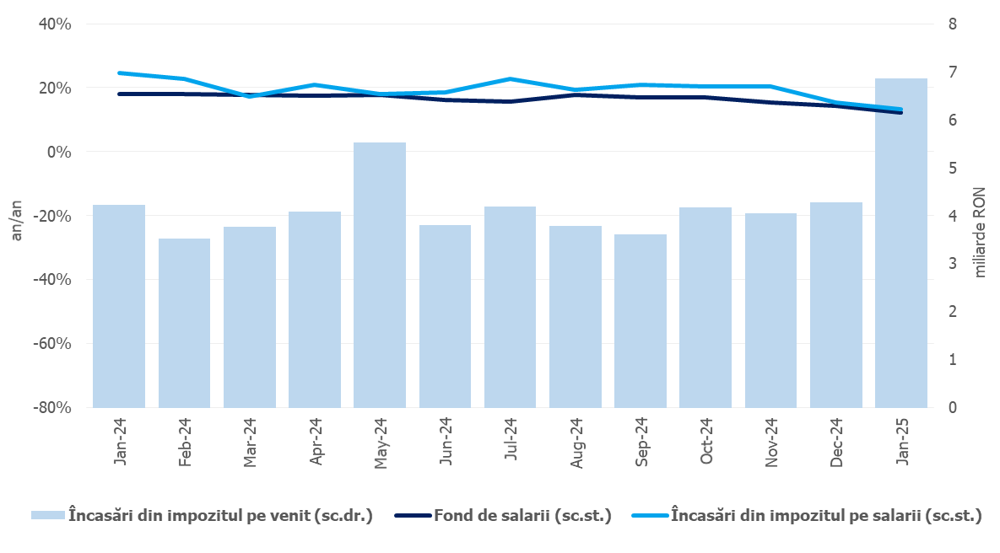 40%
20%
0%
-20%
-40%
-60%
-80%
an/an
8
7
6
5
4
3
2
1
0
miliarde RON
Jan-24
Feb-24
Mar-24
Apr-24
May-24
Jun-24
Jul-24
Aug-24
Sep-24
Oct-24
Nov-24
Dec-24
Jan-25
Încasări din impozitul pe venit (sc.dr.) Fond de salarii (sc.st.) Încasări din impozitul pe salarii (sc.st.)